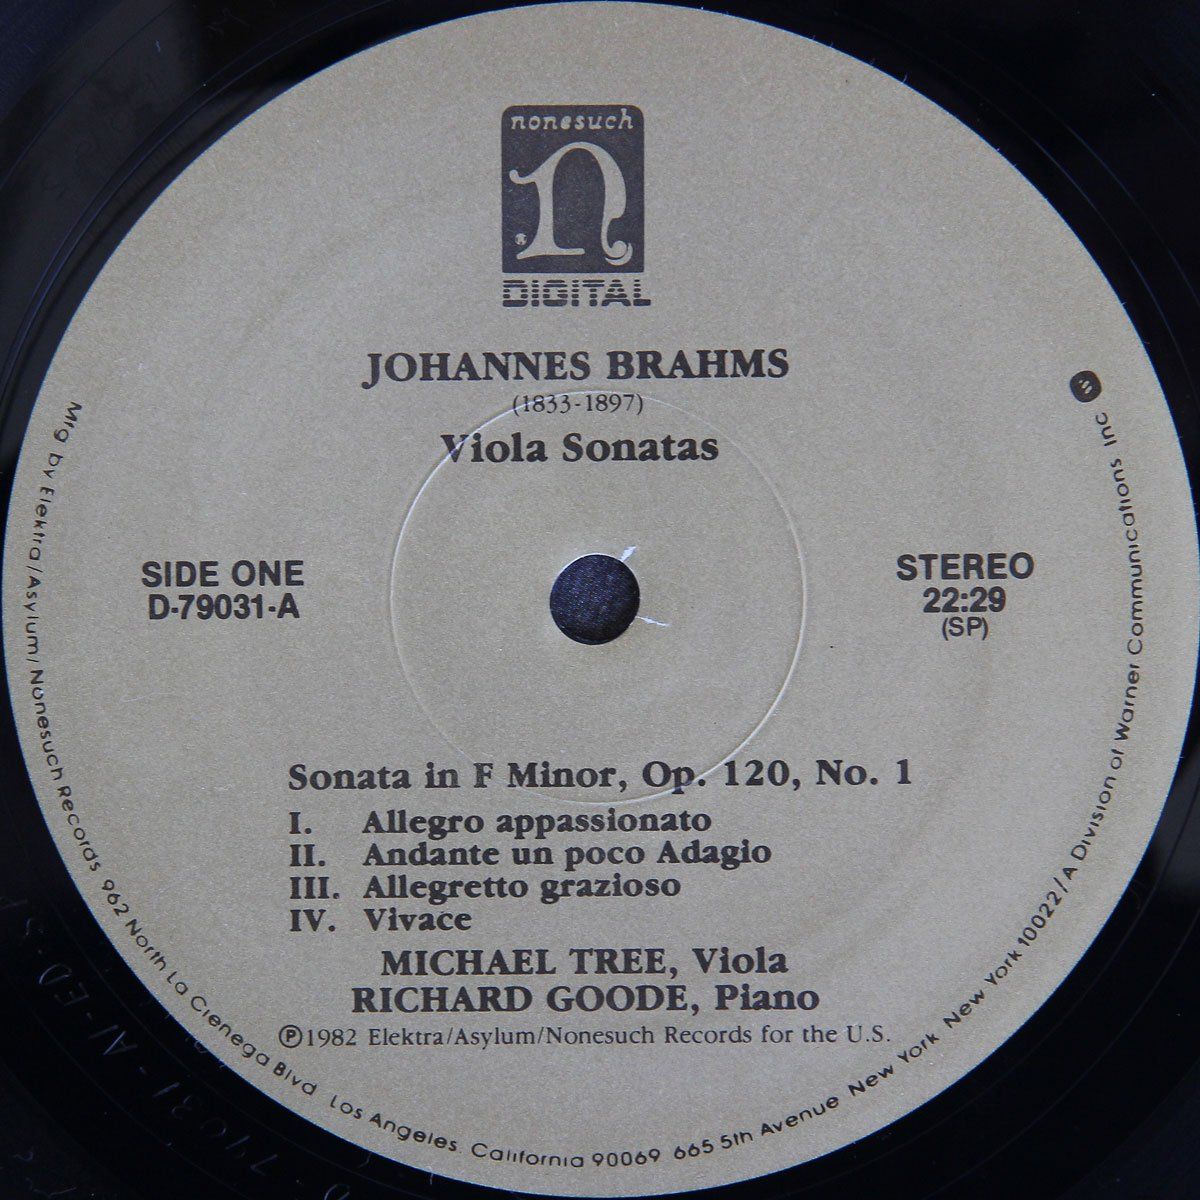 nonesuch
n
®
DIGITAL
JOHANNES BRAHMS
(1833-1897)
Viola Sonatas
SIDE ONE
D-79031-A
STEREO
22:29
(SP)
Sonata in F Minor, Op. 120, No. 1
I. Allegro appassionato
II. Andante un poco Adagio
III. Allegretto grazioso
IV. Vivace
MICHAEL TREE, Viola
RICHARD GOODE, Piano
Ⓟ1982 Elektra/Asylum/Nonesuch Records for the U.S.
Mfg by Elektra/Asylum/Nonesuch Records 962 North La Cienega Blvd Los Angeles. California 90069 665 5th Avenue New York New York 10022/A Division of Warner Communications Inc